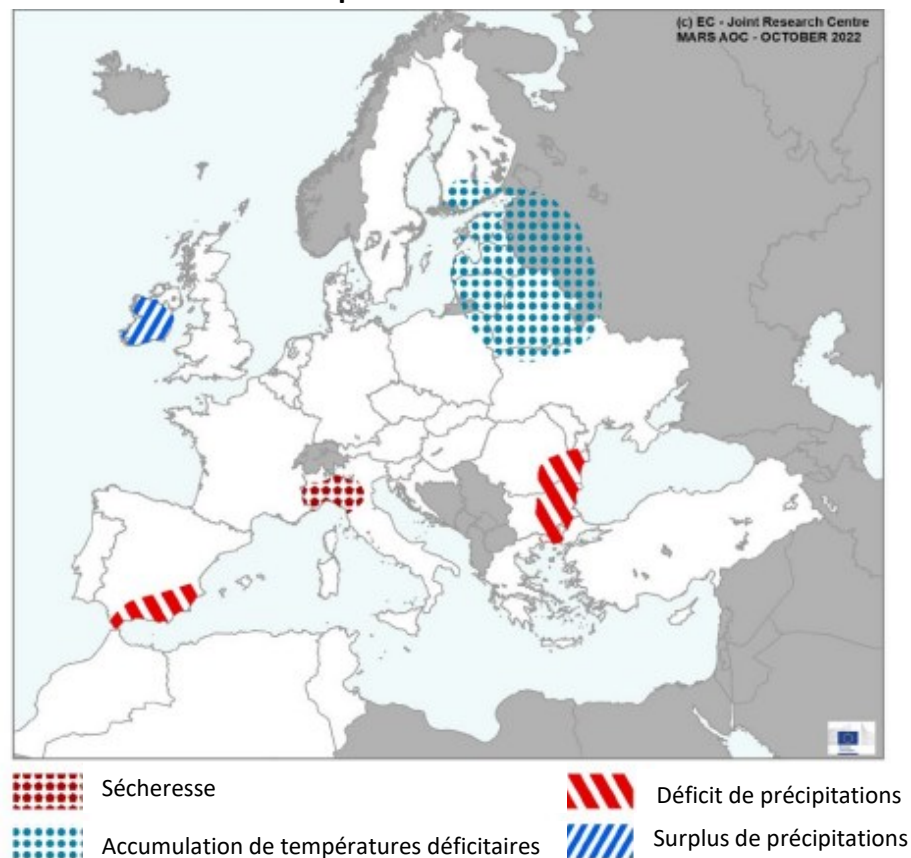 (c) EC - Joint Research Centre
MARS AOC - OCTOBER 2022
Sécheresse
Déficit de précipitations
Accumulation de températures déficitaires
Surplus de précipitations